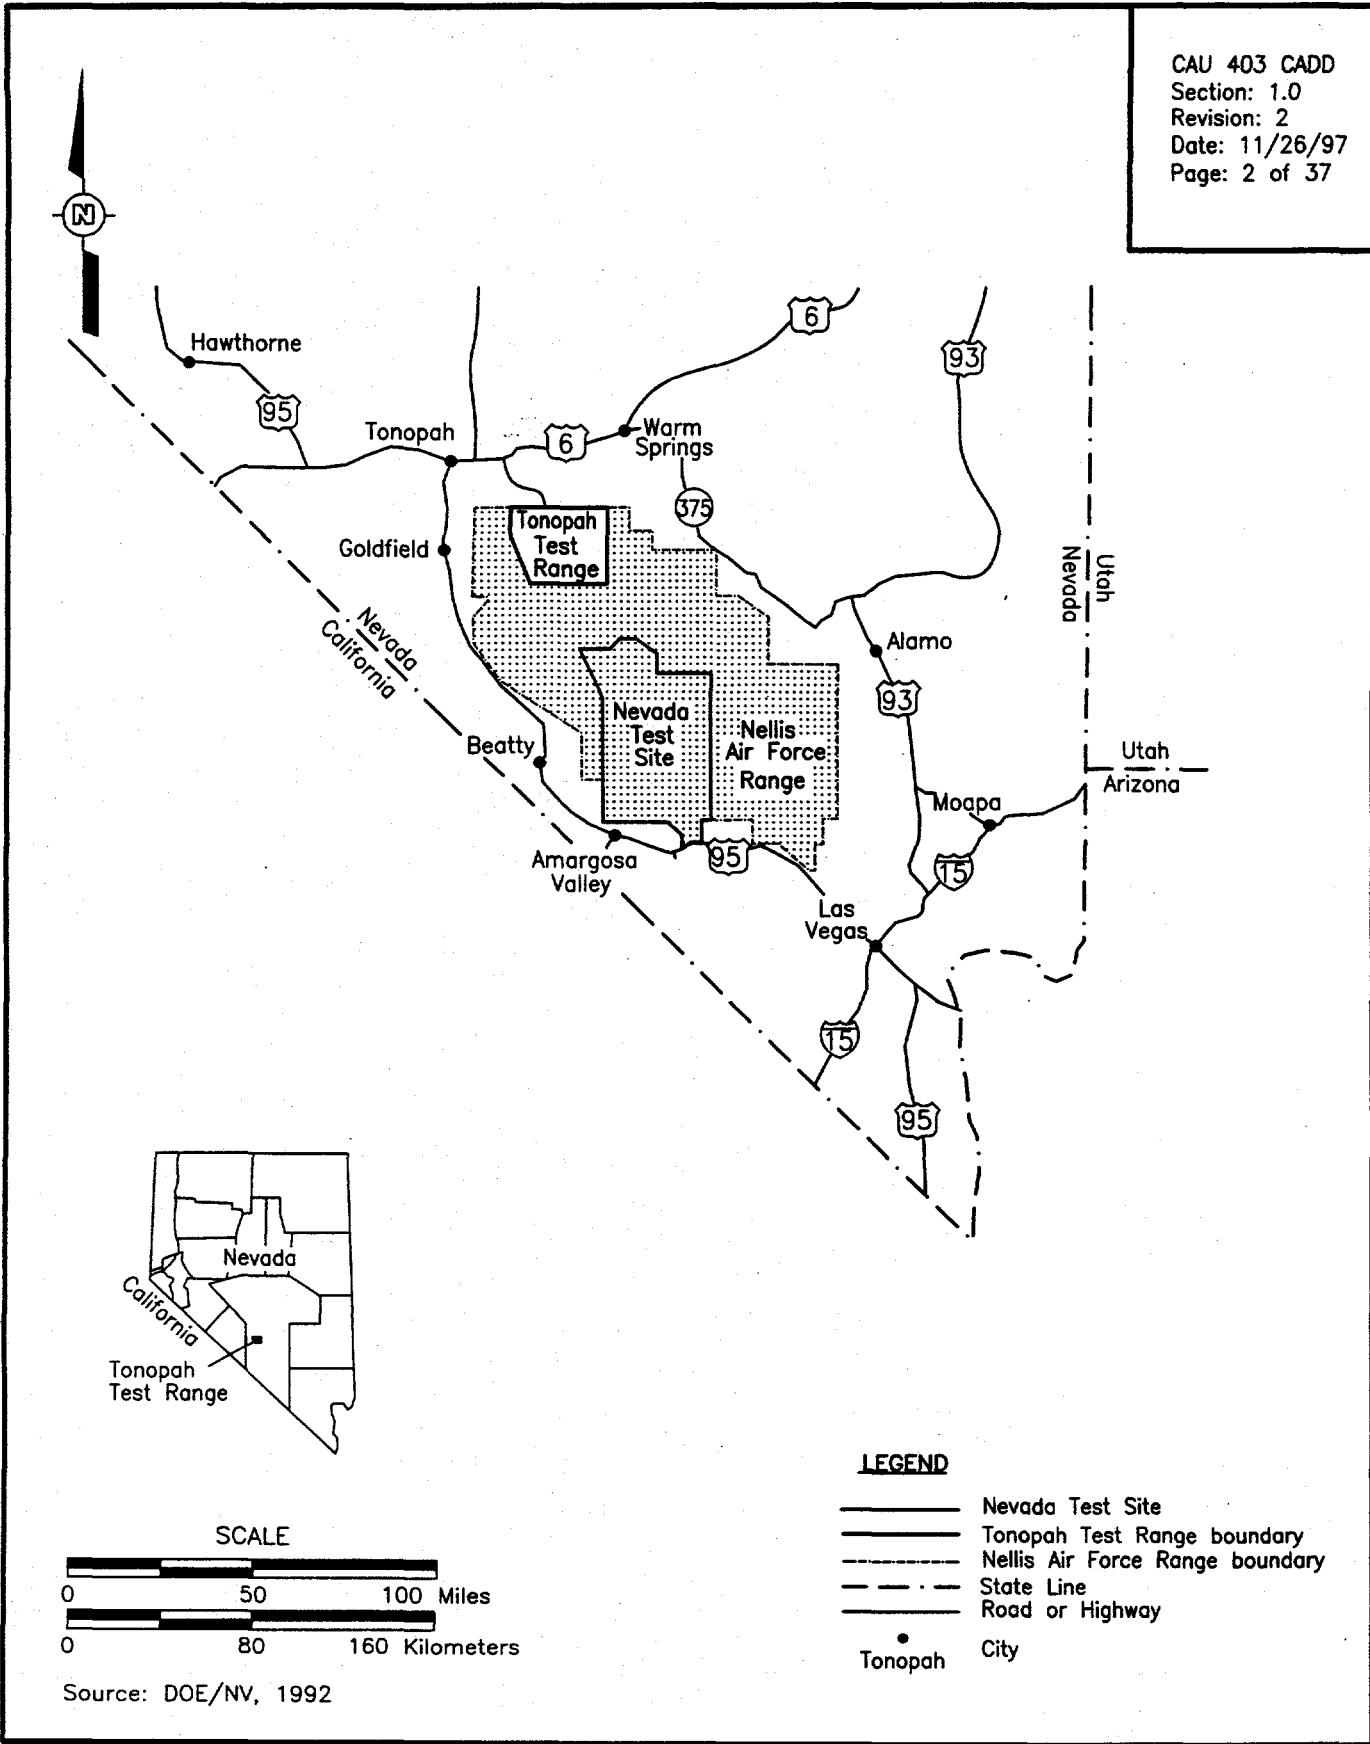 CAU 403 CADD
Section: 1.0
Revision: 2
Date: 11/26/97
Page: 2 of 37
N
Hawthorne
95
Tonopah
6
6
93
Warm
Springs
375
Tonopah
Test
Range
Goldfield
Nevada
California
Utah
Nevada
Alamo
93
Nevada
Test
Site
Nellis
Air Force
Range
Beatty
Utah
Arizona
Moapa
Amargosa
Valley
95
15
Las
Vegas
15
95
Nevada
California
Tonopah
Test Range
SCALE
0 50 100 Miles
0 80 160 Kilometers
Source: DOE/NV, 1992
LEGEND
Nevada Test Site
Tonopah Test Range boundary
Nellis Air Force Range boundary
State Line
Road or Highway
Tonopah City